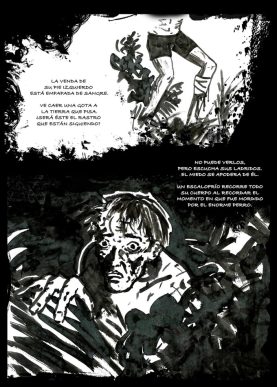 LA VENDA DE
SU PIE IZQUIERDO
ESTÁ EMPAPADA DE SANGRE.
VE CAER UNA GOTA A
LA TIERRA QUE PISA.
¿SERÁ ÉSTE EL RASTRO
QUE ESTÁN SIGUIENDO?
NO PUEDE VERLOS,
PERO ESCUCHA SUS LADRIDOS.
EL MIEDO SE APODERA DE ÉL.
UN ESCALOFRÍO RECORRE TODO
SU CUERPO AL RECORDAR EL
MOMENTO EN QUE FUE MORDIDO
POR EL ENORME PERRO.